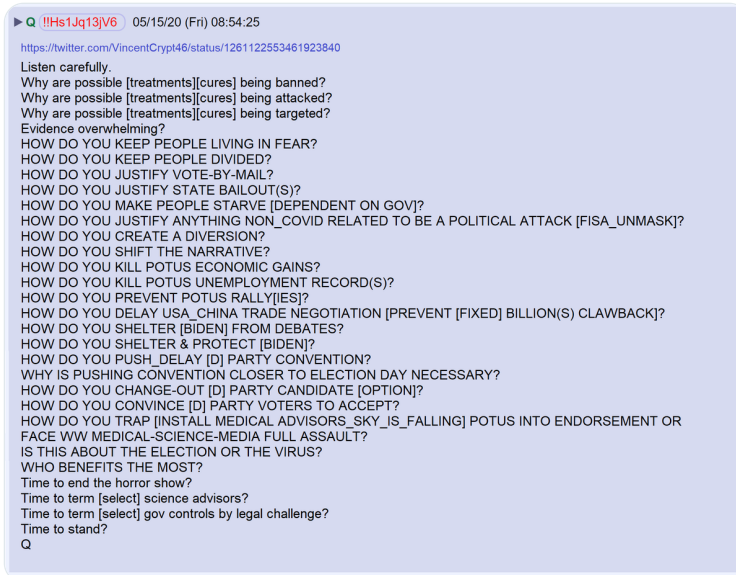 ▶ Q !!Hs1Jq13jV6 05/15/20 (Fri) 08:54:25
https://twitter.com/VincentCrypt46/status/1261122553461923840
Listen carefully.
Why are possible [treatments][cures] being banned?
Why are possible [treatments][cures] being attacked?
Why are possible [treatments][cures] being targeted?
Evidence overwhelming?
HOW DO YOU KEEP PEOPLE LIVING IN FEAR?
HOW DO YOU KEEP PEOPLE DIVIDED?
HOW DO YOU JUSTIFY VOTE-BY-MAIL?
HOW DO YOU JUSTIFY STATE BAILOUT(S)?
HOW DO YOU MAKE PEOPLE STARVE [DEPENDENT ON GOV]?
HOW DO YOU JUSTIFY ANYTHING NON_COVID RELATED TO BE A POLITICAL ATTACK [FISA_UNMASK]?
HOW DO YOU CREATE A DIVERSION?
HOW DO YOU SHIFT THE NARRATIVE?
HOW DO YOU KILL POTUS ECONOMIC GAINS?
HOW DO YOU KILL POTUS UNEMPLOYMENT RECORD(S)?
HOW DO YOU PREVENT POTUS RALLY[IES]?
HOW DO YOU DELAY USA_CHINA TRADE NEGOTIATION [PREVENT [FIXED] BILLION(S) CLAWBACK]?
HOW DO YOU SHELTER [BIDEN] FROM DEBATES?
HOW DO YOU SHELTER & PROTECT [BIDEN]?
HOW DO YOU PUSH_DELAY [D] PARTY CONVENTION?
WHY IS PUSHING CONVENTION CLOSER TO ELECTION DAY NECESSARY?
HOW DO YOU CHANGE-OUT [D] PARTY CANDIDATE [OPTION]?
HOW DO YOU CONVINCE [D] PARTY VOTERS TO ACCEPT?
HOW DO YOU TRAP [INSTALL MEDICAL ADVISORS_SKY_IS_FALLING] POTUS INTO ENDORSEMENT OR
FACE WW MEDICAL-SCIENCE-MEDIA FULL ASSAULT?
IS THIS ABOUT THE ELECTION OR THE VIRUS?
WHO BENEFITS THE MOST?
Time to end the horror show?
Time to term [select] science advisors?
Time to term [select] gov controls by legal challenge?
Time to stand?
Q